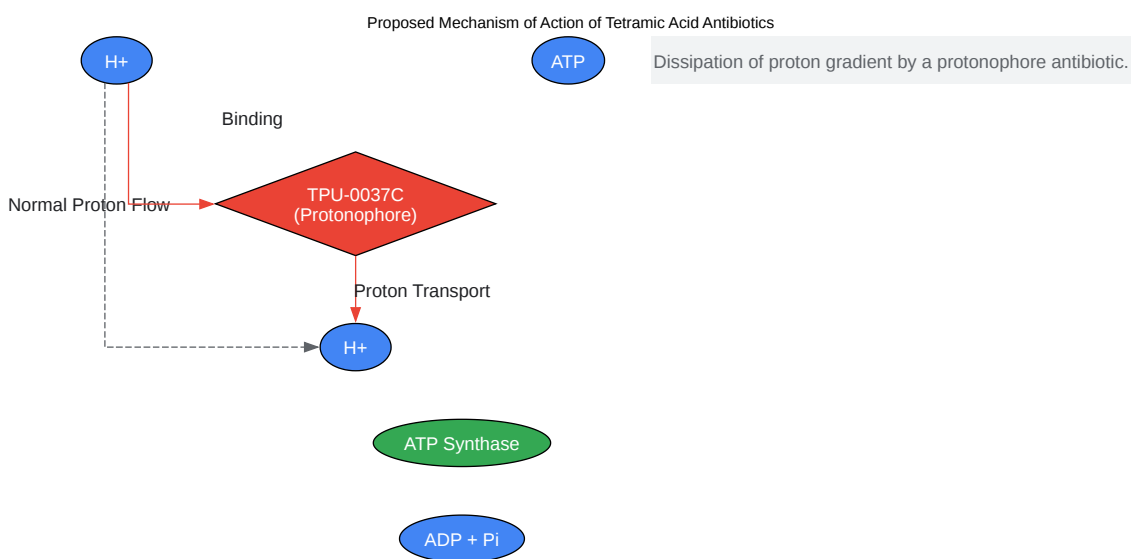 Proposed Mechanism of Action of Tetramic Acid Antibiotics
H+
ATP
Dissipation of proton gradient by a protonophore antibiotic.
Binding
TPU-0037C
(Protonophore)
Normal Proton Flow
Proton Transport
H+
ATP Synthase
ADP + Pi